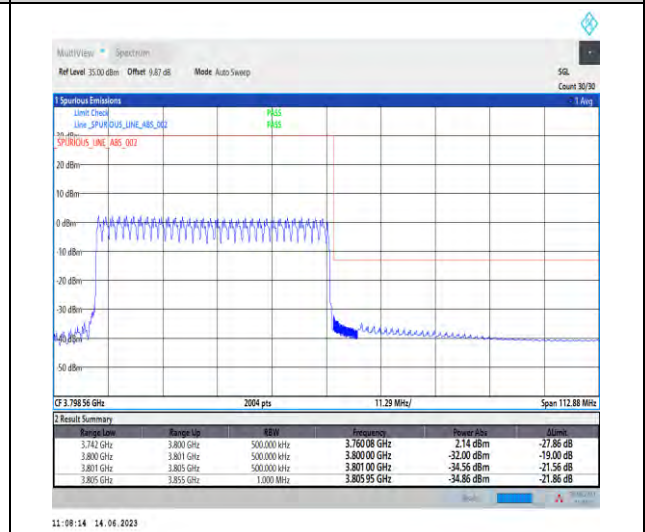 MultiView Spectrum
Ref Level 35.00 dBm Offset 9.87 dB Mode Auto Sweep SGL
Count 30/30
1 Spurious Emissions 1 Avg
Limit Check PASS
Line _SPURIOUS_LINE_ABS_002 PASS
30 dBm
_SPURIOUS_LINE_ABS_002
20 dBm
10 dBm
0 dBm
-10 dBm
-20 dBm
-30 dBm
-40 dBm
-50 dBm
CF 3.798 56 GHz 2004 pts 11.29 MHz/ Span 112.88 MHz
2 Result Summary
Range Low Range Up RBW Frequency Power Abs ΔLimit
3.742 GHz 3.800 GHz 500.000 kHz 3.760 08 GHz 2.14 dBm -27.86 dB
3.800 GHz 3.801 GHz 500.000 kHz 3.800 00 GHz -32.00 dBm -19.00 dB
3.801 GHz 3.805 GHz 500.000 kHz 3.801 00 GHz -34.56 dBm -21.56 dB
3.805 GHz 3.855 GHz 1.000 MHz 3.805 95 GHz -34.86 dBm -21.86 dB
11:08:14 14.06.2023